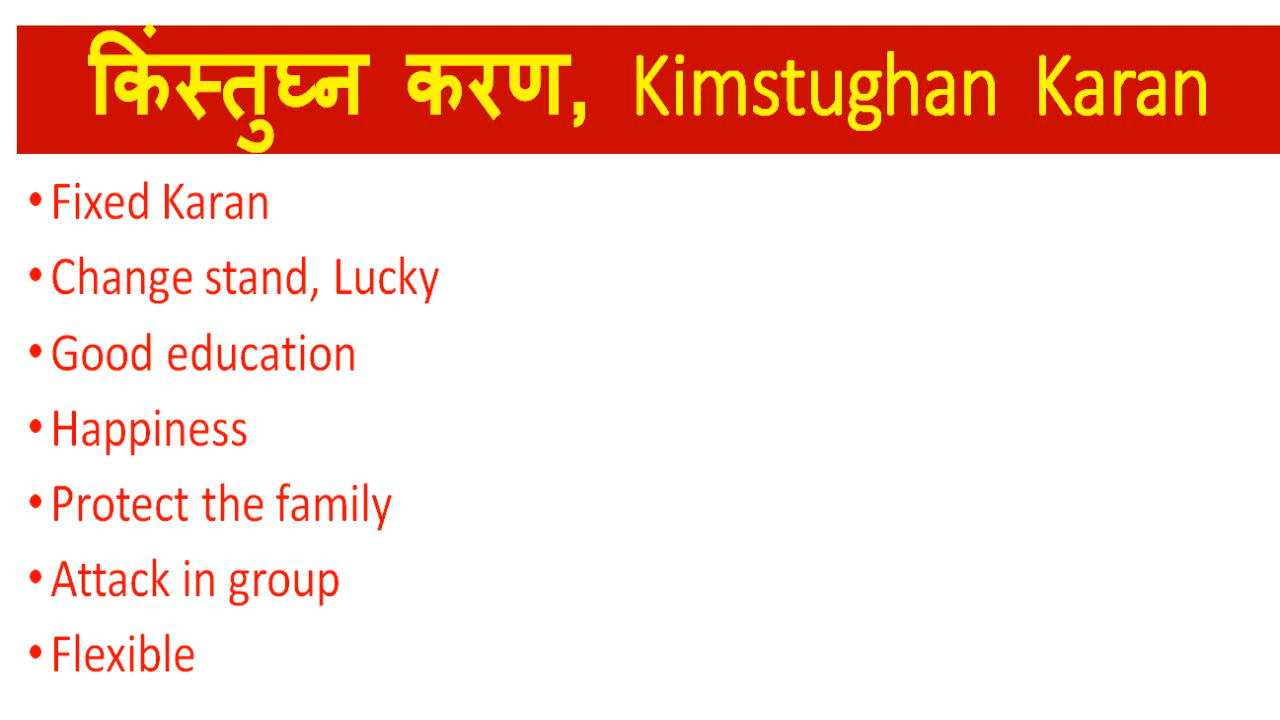 किंस्तुघ्न करण, Kimstughan Karan
• Fixed Karan
• Change stand, Lucky
• Good education
• Happiness
• Protect the family
• Attack in group
• Flexible